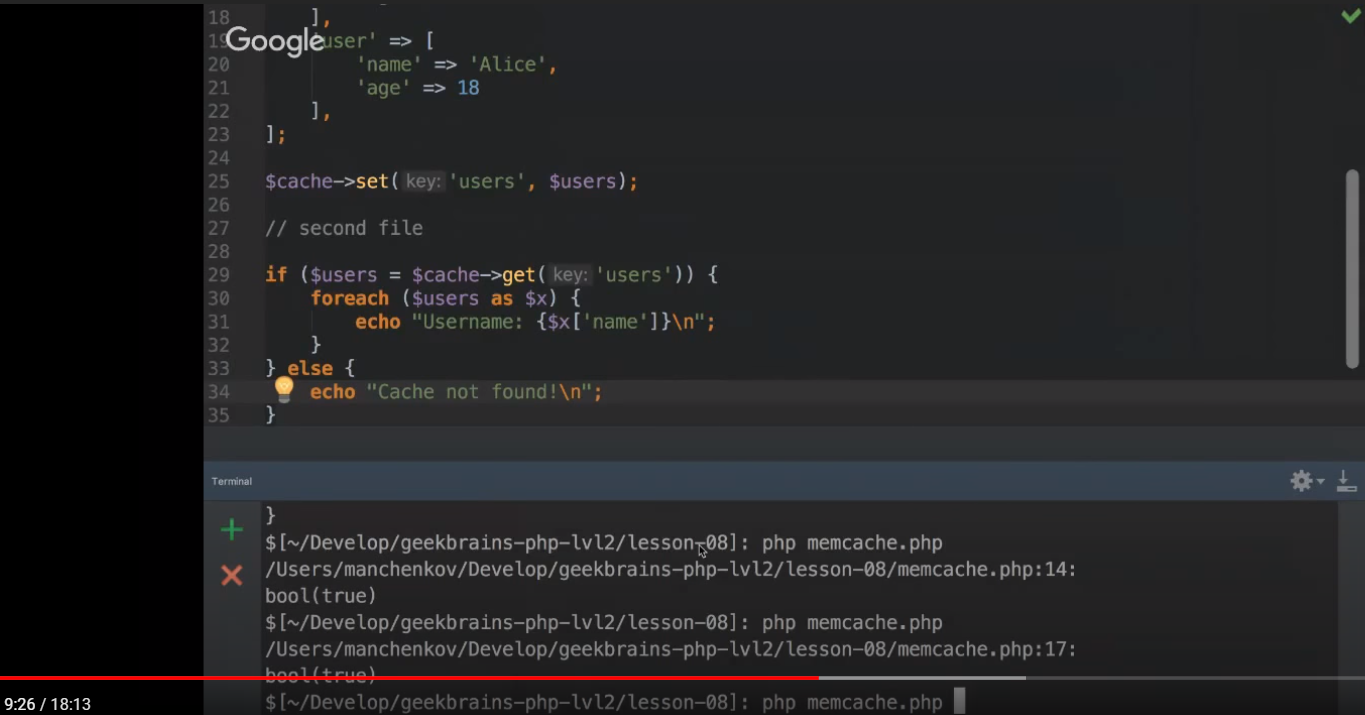 18 ],
Google
19 user' => [
20 'name' => 'Alice',
21 'age' => 18
22 ],
23 ];
24
25 $cache->set( key: 'users', $users);
26
27 // second file
28
29 if ($users = $cache->get( key: 'users')) {
30 foreach ($users as $x) {
31 echo "Username: {$x['name']}\n";
32 }
33 } else {
34 echo "Cache not found!\n";
35 }
Terminal
}
$[~/Develop/geekbrains-php-lvl2/lesson-08]: php memcache.php
/Users/manchenkov/Develop/geekbrains-php-lvl2/lesson-08/memcache.php:14:
bool(true)
$[~/Develop/geekbrains-php-lvl2/lesson-08]: php memcache.php
/Users/manchenkov/Develop/geekbrains-php-lvl2/lesson-08/memcache.php:17:
bool(true)
$[~/Develop/geekbrains-php-lvl2/lesson-08]: php memcache.php
9:26 / 18:13